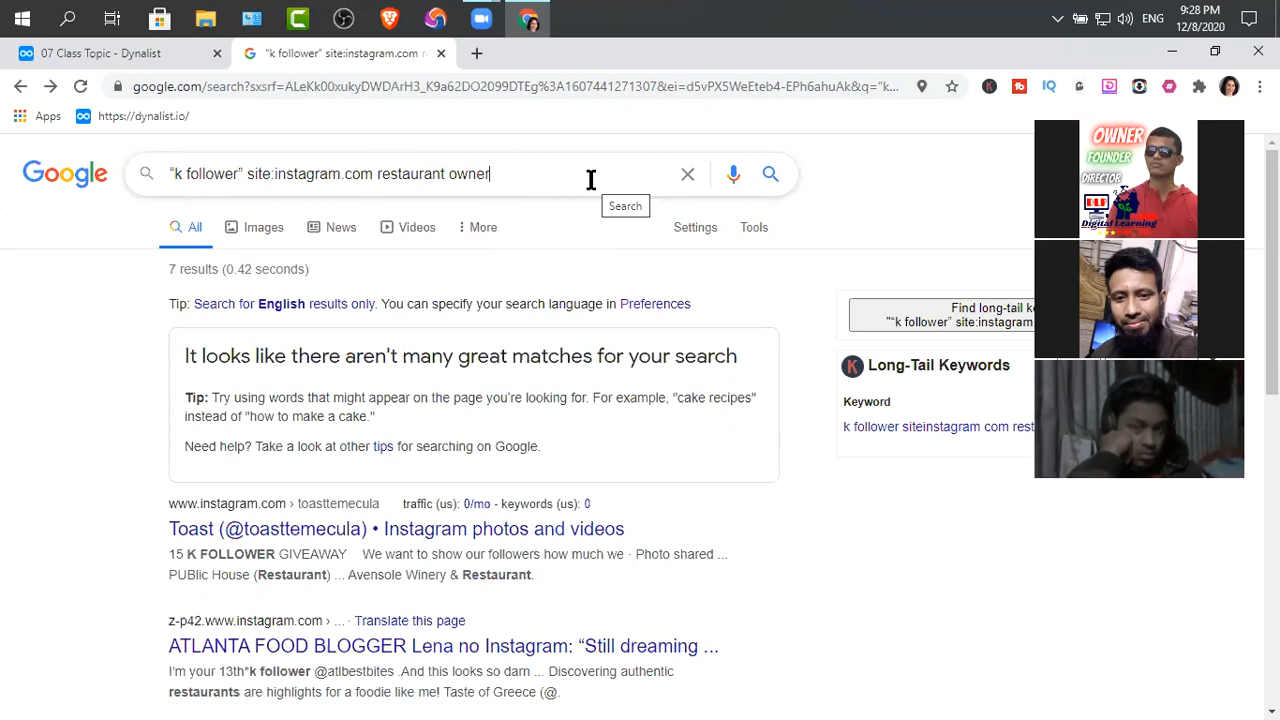 ENG
9:28 PM
12/8/2020
07 Class Topic - Dynalist
"k follower" site:instagram.com r
google.com/search?sxsrf=ALeKk00xukyDWDArH3_K9a62DO2099DTEg%3A1607441271307&ei=d5vPX5WeEteb4-EPh6ahuAk&q="k...
Apps
https://dynalist.io/
Google
“k follower” site:instagram.com restaurant owner
Search
All
Images
News
Videos
More
Settings
Tools
7 results (0.42 seconds)
Tip: Search for English results only. You can specify your search language in Preferences
It looks like there aren't many great matches for your search
Tip: Try using words that might appear on the page you're looking for. For example, "cake recipes"
instead of "how to make a cake."
Need help? Take a look at other tips for searching on Google.
www.instagram.com › toasttemecula traffic (us): 0/mo - keywords (us): 0
Toast (@toasttemecula) • Instagram photos and videos
15 K FOLLOWER GIVEAWAY We want to show our followers how much we · Photo shared ...
PUBlic House (Restaurant) ... Avensole Winery & Restaurant.
z-p42.www.instagram.com › ... · Translate this page
ATLANTA FOOD BLOGGER Lena no Instagram: “Still dreaming ...
I'm your 13th*k follower @atlbestbites .And this looks so darn ... Discovering authentic
restaurants are highlights for a foodie like me! Taste of Greece (@.
Find long-tail ke
"“k follower” site:instagram
K Long-Tail Keywords
Keyword
k follower siteinstagram com rest
OWNER
FOUNDER
DIRECTOR
DLF
Digital Learning